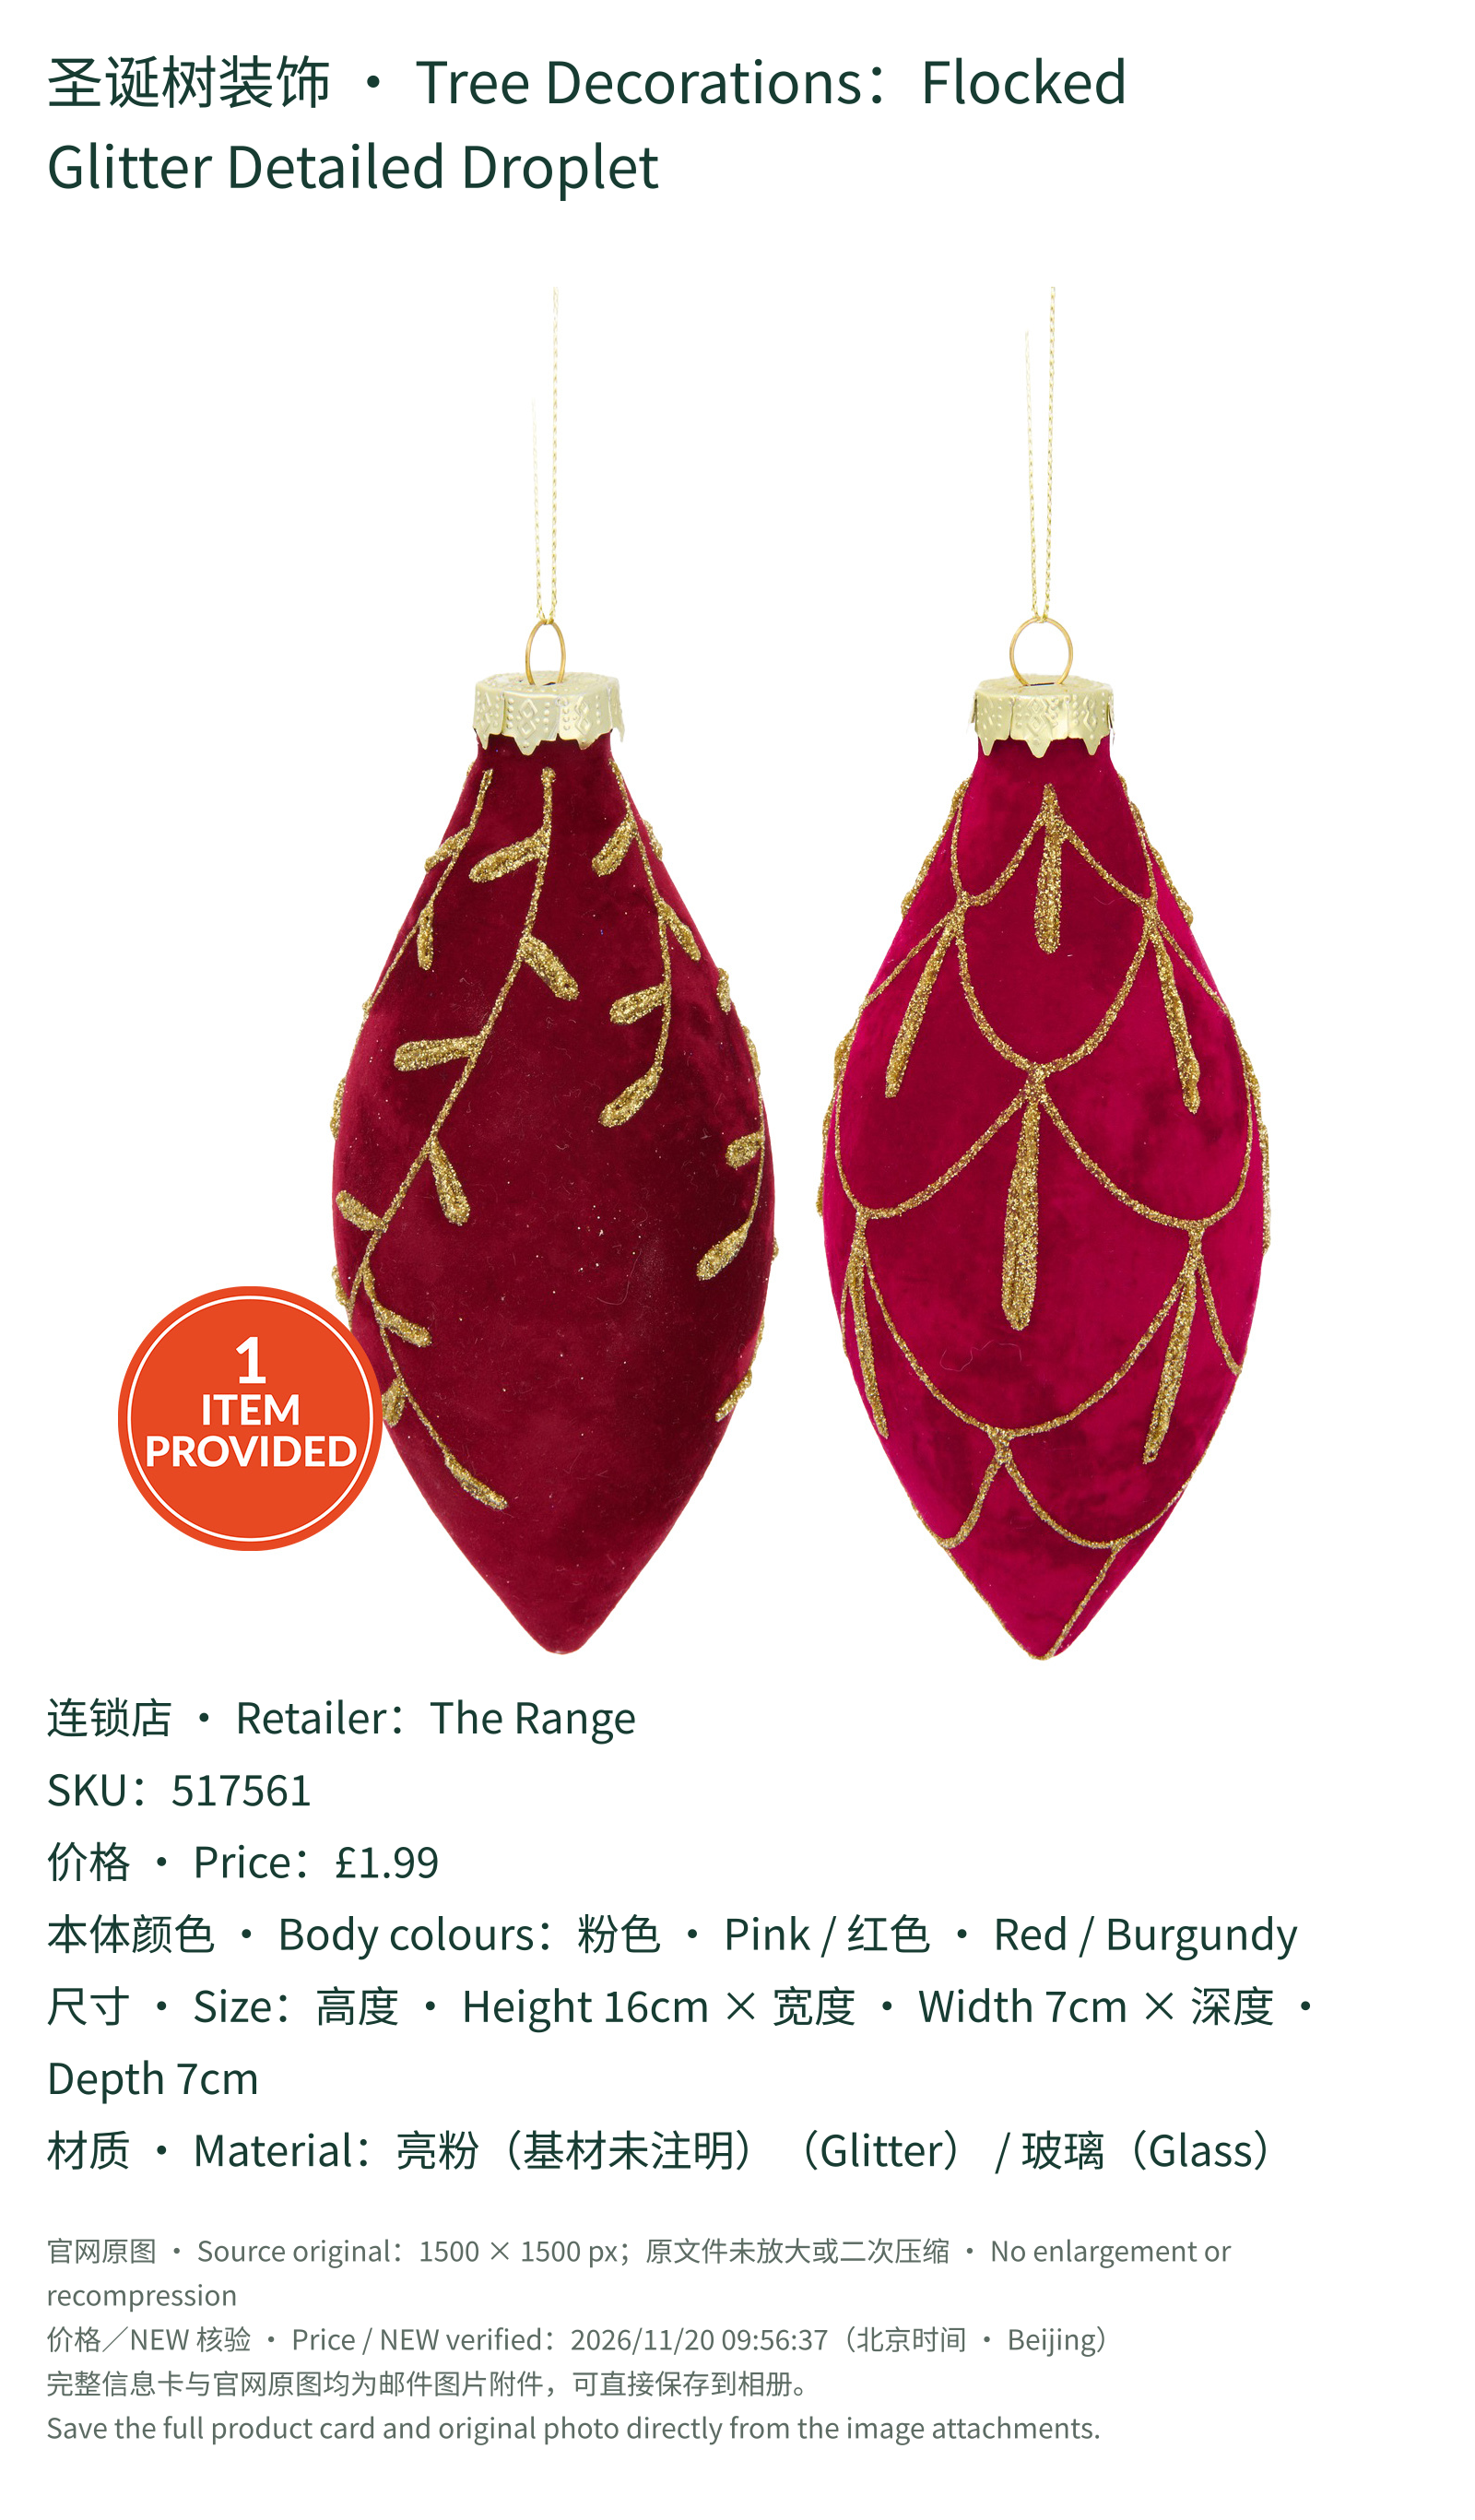 圣诞树装饰 · Tree Decorations：Flocked
Glitter Detailed Droplet
1
ITEM
PROVIDED
连锁店 · Retailer：The Range
SKU：517561
价格 · Price：£1.99
本体颜色 · Body colours：粉色 · Pink / 红色 · Red / Burgundy
尺寸 · Size：高度 · Height 16cm × 宽度 · Width 7cm × 深度 ·
Depth 7cm
材质 · Material：亮粉（基材未注明）（Glitter） / 玻璃（Glass）
官网原图 · Source original：1500 × 1500 px；原文件未放大或二次压缩 · No enlargement or
recompression
价格／NEW 核验 · Price / NEW verified：2026/11/20 09:56:37（北京时间 · Beijing）
完整信息卡与官网原图均为邮件图片附件，可直接保存到相册。
Save the full product card and original photo directly from the image attachments.